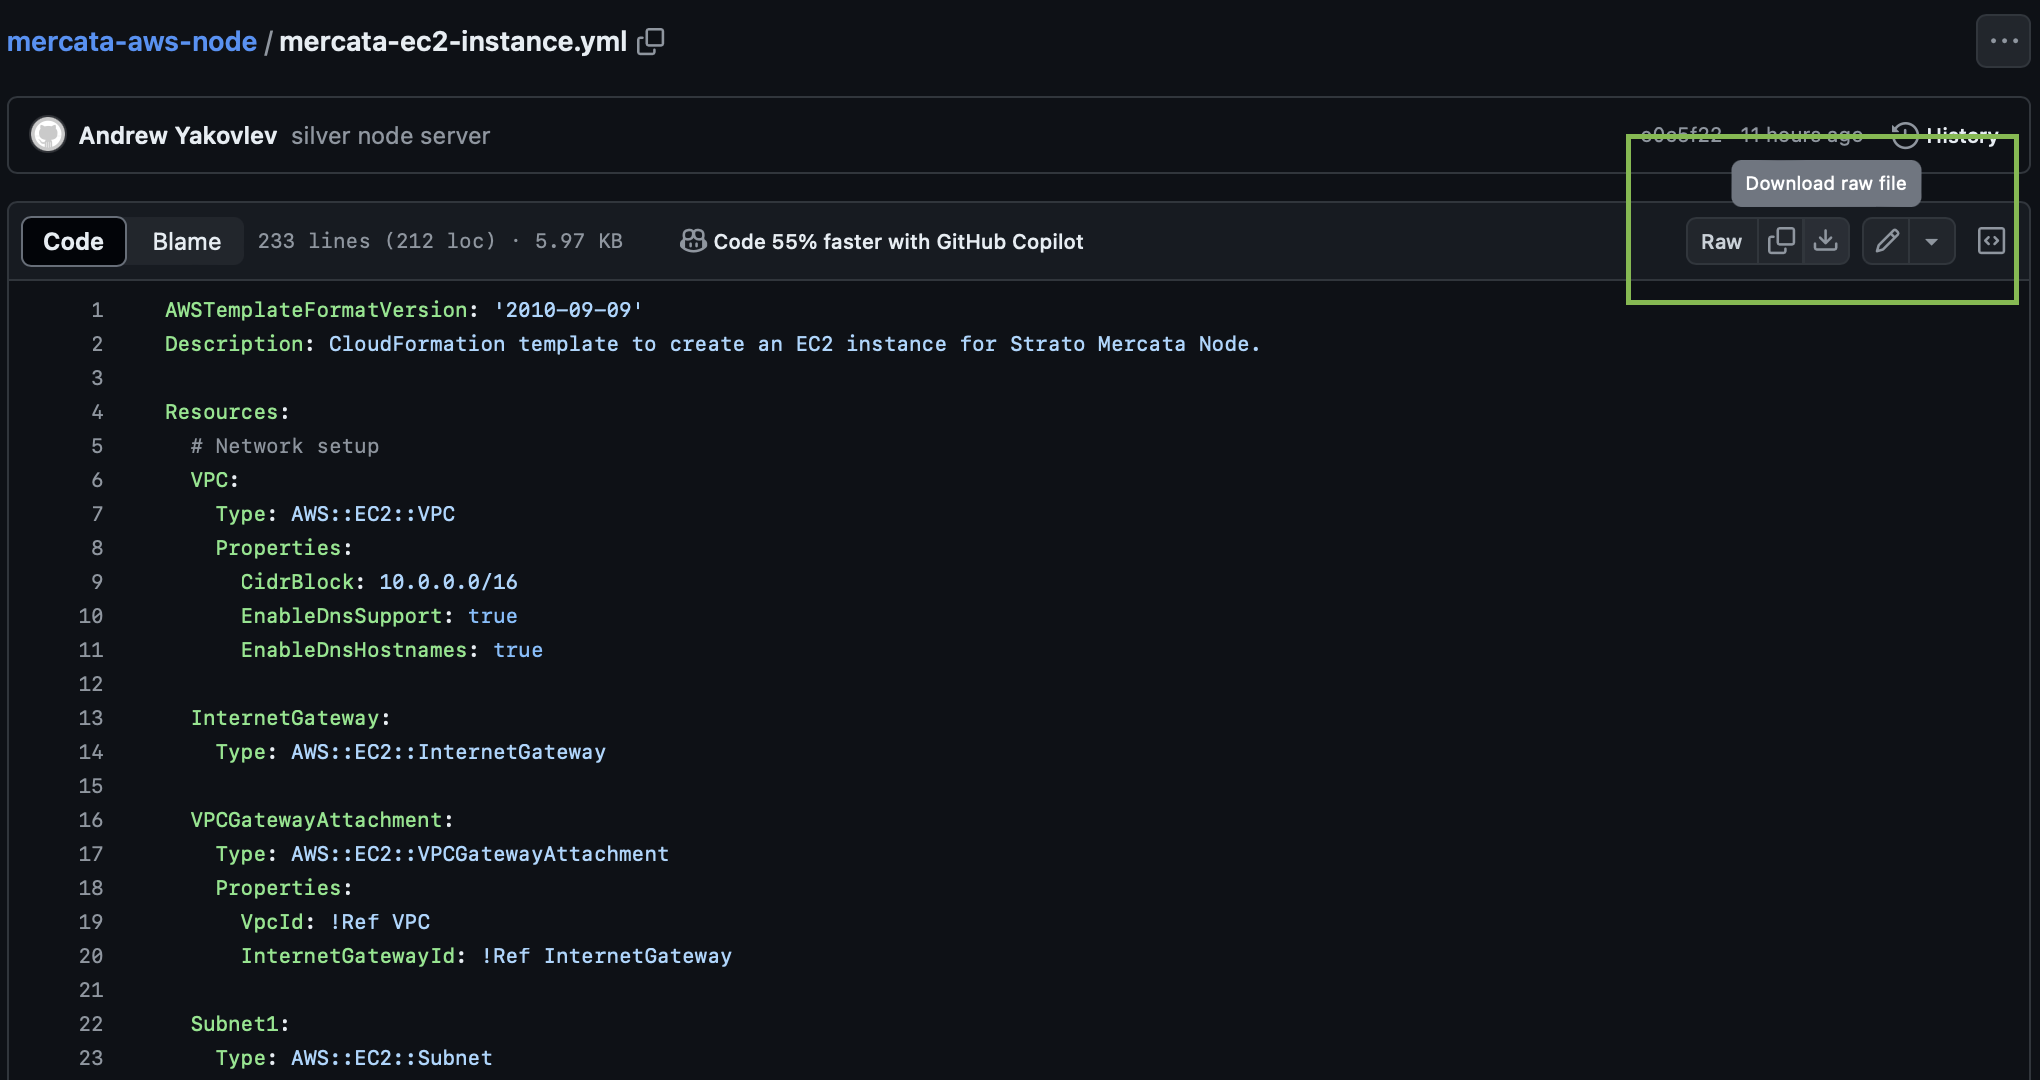 mercata-aws-node / mercata-ec2-instance.yml
Andrew Yakovlev silver node server
11 hours ago History
Download raw file
Code Blame 233 lines (212 loc) · 5.97 KB Code 55% faster with GitHub Copilot Raw
1 AWSTemplateFormatVersion: '2010-09-09'
2 Description: CloudFormation template to create an EC2 instance for Strato Mercata Node.
3
4 Resources:
5 # Network setup
6 VPC:
7 Type: AWS::EC2::VPC
8 Properties:
9 CidrBlock: 10.0.0.0/16
10 EnableDnsSupport: true
11 EnableDnsHostnames: true
12
13 InternetGateway:
14 Type: AWS::EC2::InternetGateway
15
16 VPCGatewayAttachment:
17 Type: AWS::EC2::VPCGatewayAttachment
18 Properties:
19 VpcId: !Ref VPC
20 InternetGatewayId: !Ref InternetGateway
21
22 Subnet1:
23 Type: AWS::EC2::Subnet